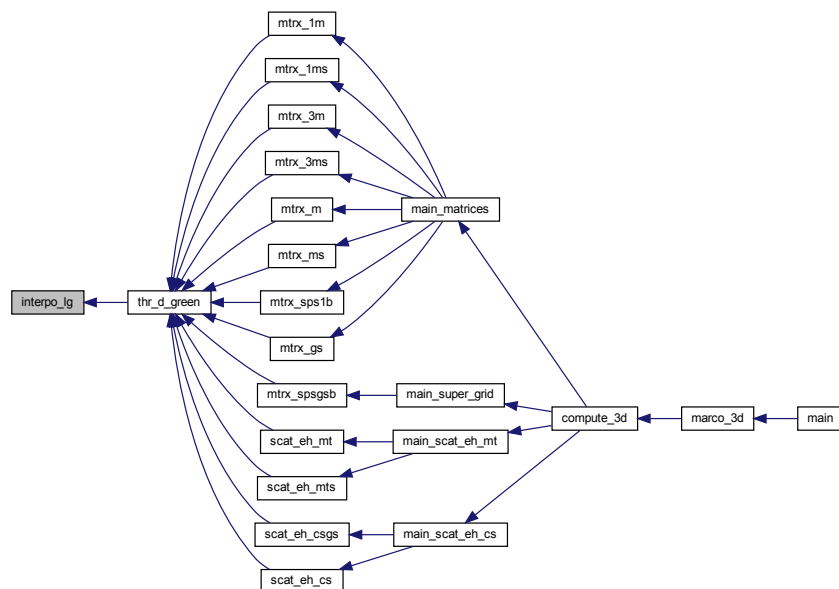 mtrx_1m
mtrx_1ms
mtrx_3m
mtrx_3ms
mtrx_m
main_matrices
mtrx_ms
interpo_lg
thr_d_green
mtrx_sps1b
mtrx_gs
mtrx_spsgsb
main_super_grid
compute_3d
marco_3d
main
scat_eh_mt
main_scat_eh_mt
scat_eh_mts
scat_eh_csgs
main_scat_eh_cs
scat_eh_cs